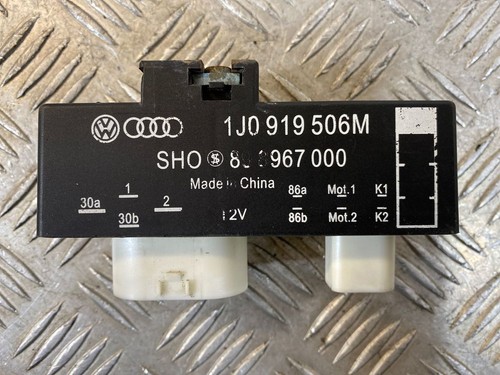 1J0 919 506M
SHO 967 000
Made in China
30a 1 2 12V 86a Mot.1 K1
30b 86b Mot.2 K2